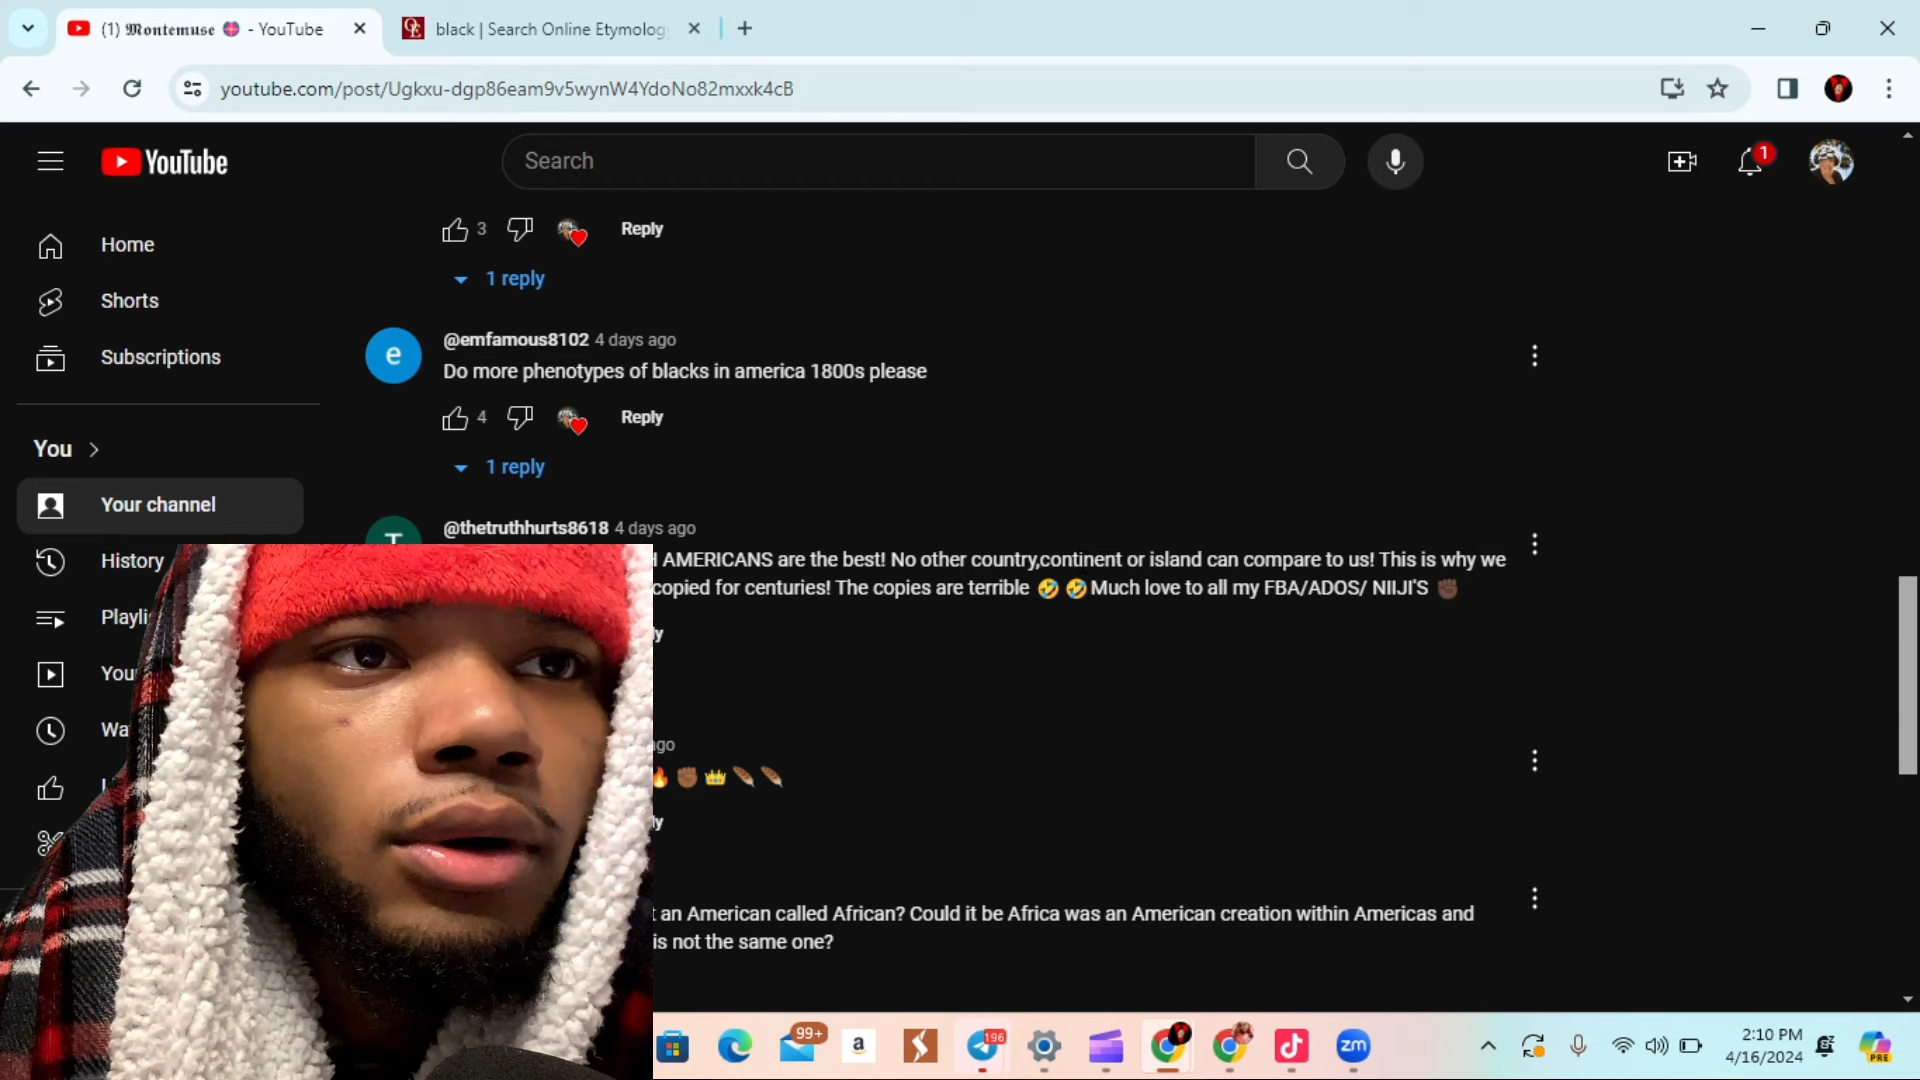 (1) 𝕸𝖔𝖓𝖙𝖊𝖒𝖚𝖘𝖊 - YouTube
black | Search Online Etymolog
youtube.com/post/Ugkxu-dgp86eam9v5wynW4YdoNo82mxxk4cB
YouTube
Search
1
3
Reply
1 reply
Home
Shorts
Subscriptions
You
Your channel
History
Playli
You
Wa
e
@emfamous8102 4 days ago
Do more phenotypes of blacks in america 1800s please
4
Reply
1 reply
@thetruthhurts8618 4 days ago
AMERICANS are the best! No other country,continent or island can compare to us! This is why we
copied for centuries! The copies are terrible 🤣 🤣 Much love to all my FBA/ADOS/ NIIJI'S ✊🏾
ly
ago
🔥 ✊🏾 👑 🪶 🪶
ly
t an American called African? Could it be Africa was an American creation within Americas and
is not the same one?
99+
a
196
zm
2:10 PM
4/16/2024
PRE